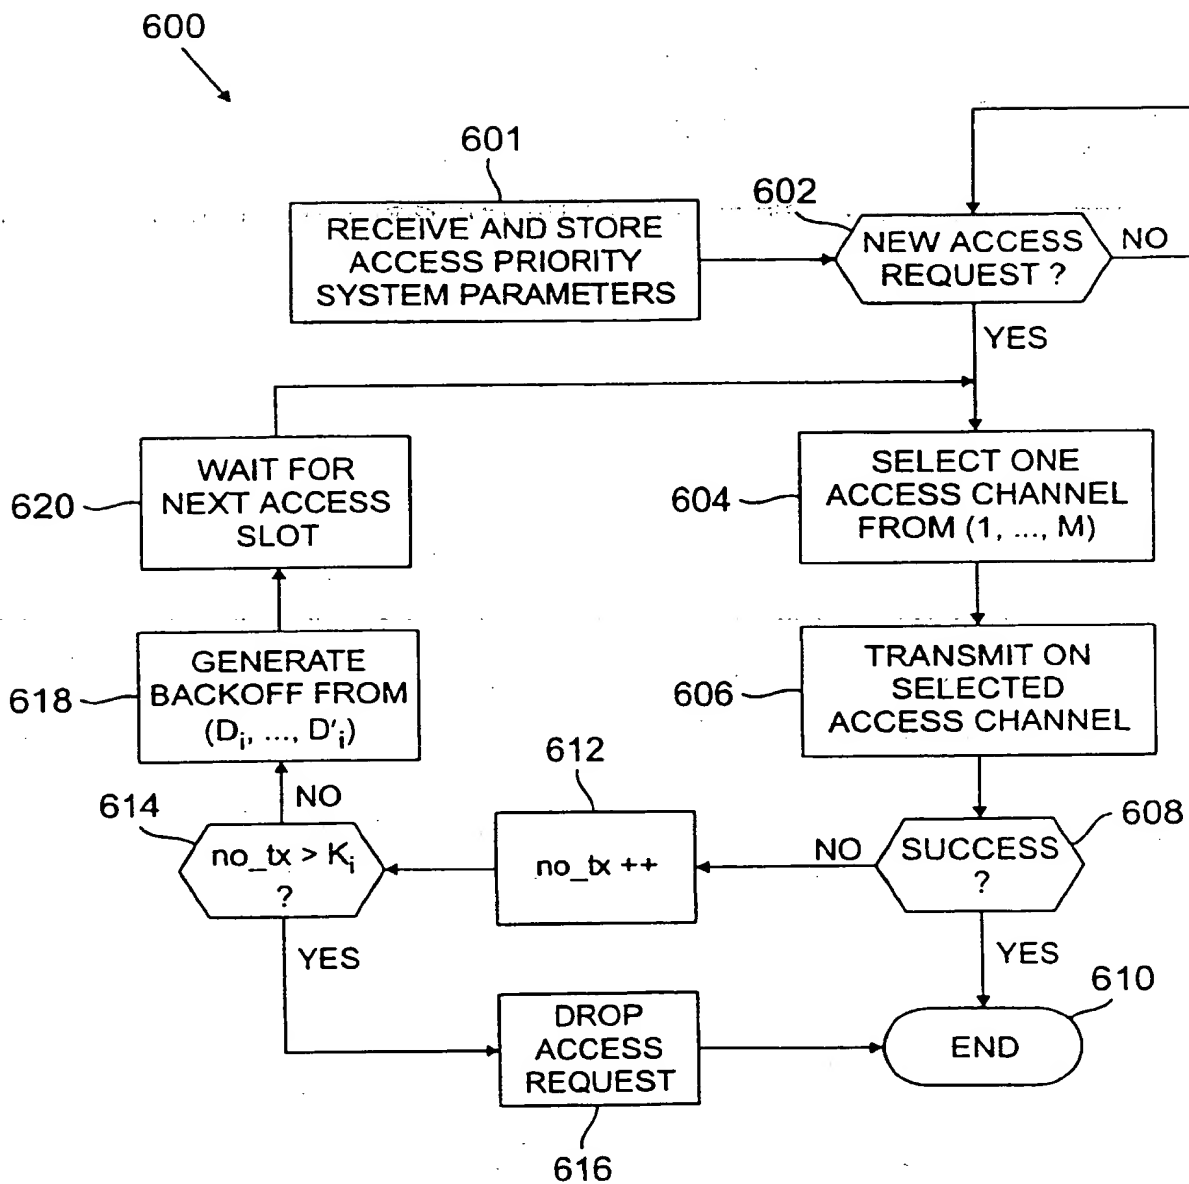 600
601
RECEIVE AND STORE
ACCESS PRIORITY
SYSTEM PARAMETERS
602
NEW ACCESS
REQUEST ?
NO
YES
620
WAIT FOR
NEXT ACCESS
SLOT
604
SELECT ONE
ACCESS CHANNEL
FROM (1, ..., M)
618
GENERATE
BACKOFF FROM
(Di, ..., D'i)
606
TRANSMIT ON
SELECTED
ACCESS CHANNEL
614
NO
no_tx > Ki
?
YES
612
no_tx ++
NO
608
SUCCESS
?
YES
DROP
ACCESS
REQUEST
616
610
END